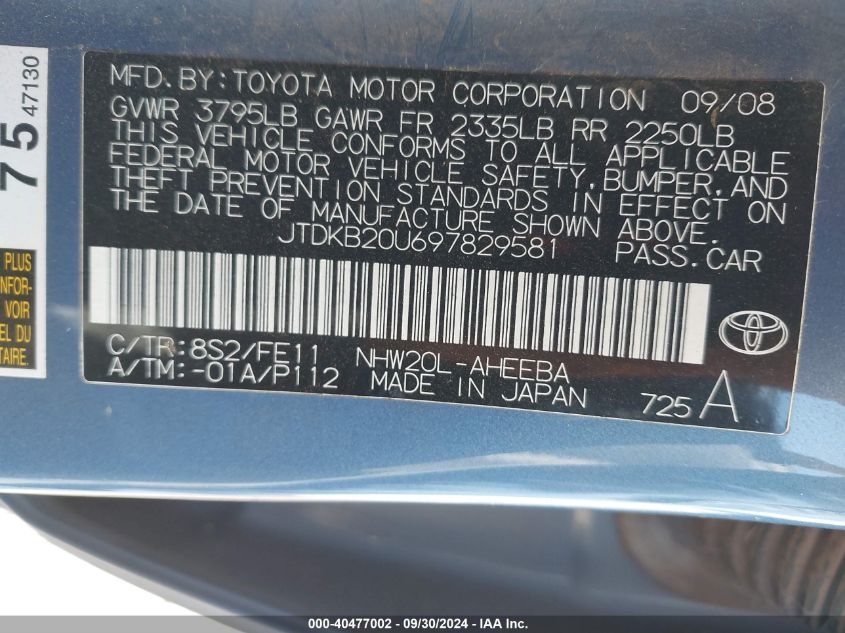 75 47130
PLUS
NFOR-
VOIR
EL DU
TAIRE.
MFD.BY:TOYOTA MOTOR CORPORATION 09/08
GVWR 3795LB GAWR FR 2335LB RR 2250LB
THIS VEHICLE CONFORMS TO ALL APPLICABLE
FEDERAL MOTOR VEHICLE SAFETY,BUMPER,AND
THEFT PREVENTION STANDARDS IN EFFECT ON
THE DATE OF MANUFACTURE SHOWN ABOVE.
JTDKB20U697829581 PASS.CAR
C/TR:8S2/FE11 NHW20L-AHEEBA
A/TM:-01A/P112 MADE IN JAPAN 725 A
000-40477002 - 09/30/2024 - IAA Inc.